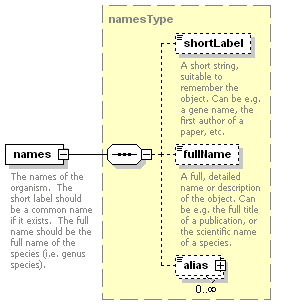 namesType
shortLabel
A short string,
suitable to
remember the
object. Can be e.g.
a gene name, the
first author of a
paper, etc.
names
The names of the
organism. The
short label should
be a common name
if it exists. The full
name should be the
full name of the
species (i.e. genus
species).
fullName
A full, detailed
name or description
of the object. Can
be e.g. the full title
of a publication, or
the scientific name
of a species.
alias
0..∞